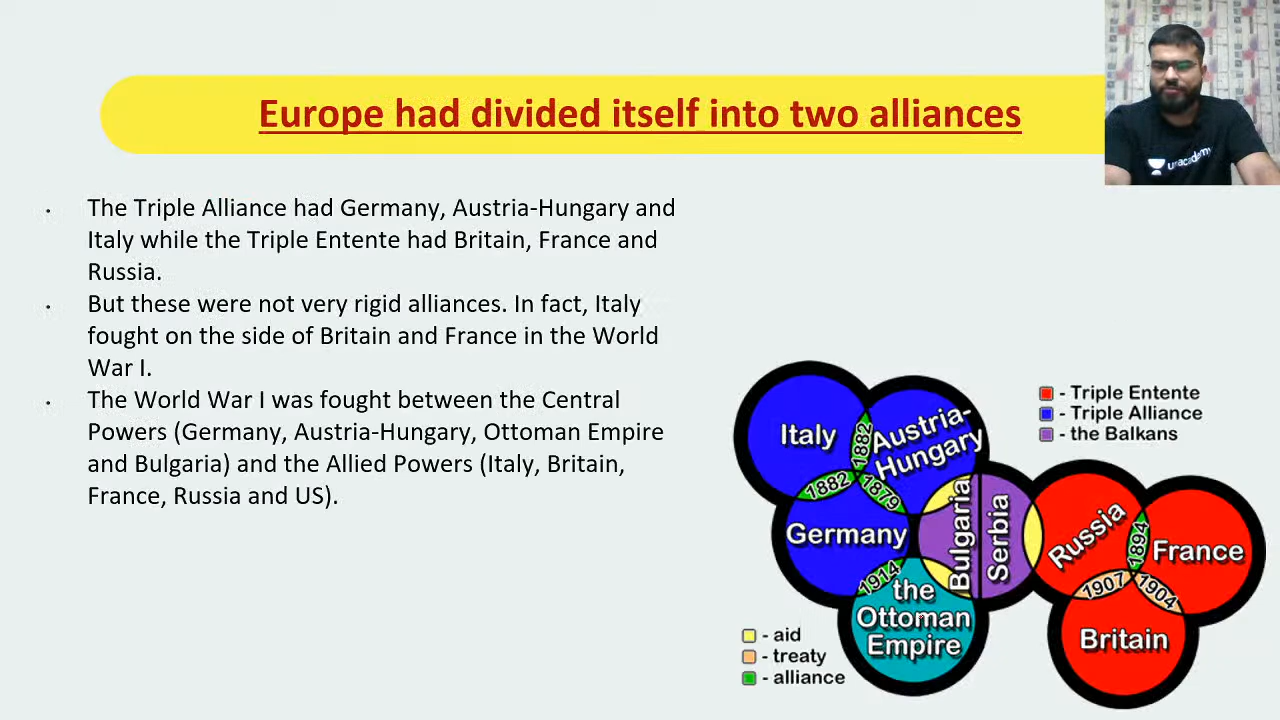 Europe had divided itself into two alliances
unacademy
• The Triple Alliance had Germany, Austria-Hungary and
Italy while the Triple Entente had Britain, France and
Russia.
• But these were not very rigid alliances. In fact, Italy
fought on the side of Britain and France in the World
War I.
• The World War I was fought between the Central
Powers (Germany, Austria-Hungary, Ottoman Empire
and Bulgaria) and the Allied Powers (Italy, Britain,
France, Russia and US).
- Triple Entente
- Triple Alliance
- the Balkans
Italy
1882
Austria-
Hungary
1882
1879
Germany
Bulgaria
Serbia
Russia
1894
France
1914
the
Ottoman
Empire
1907
1904
Britain
- aid
- treaty
- alliance